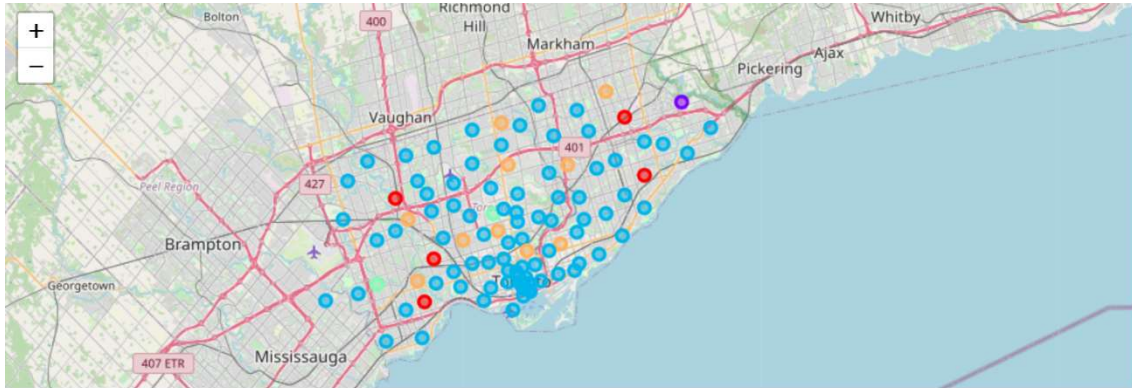 +
−
Bolton
400
Richmond
Hill
Markham
Whitby
Ajax
Pickering
Vaughan
401
427
Peel Region
Brampton
Georgetown
Mississauga
407 ETR